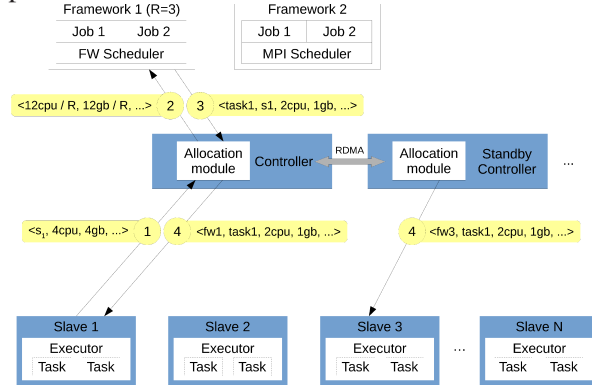 Framework 1 (R=3)
Job 1 Job 2
FW Scheduler
Framework 2
Job 1 Job 2
MPI Scheduler
<12cpu / R, 12gb / R, ...> 2
3 <task1, s1, 2cpu, 1gb, ...>
Allocation
module
Controller
RDMA
Allocation
module
Standby
Controller
...
<s1, 4cpu, 4gb, ...> 1
4 <fw1, task1, 2cpu, 1gb, ...>
4 <fw3, task1, 2cpu, 1gb, ...>
Slave 1
Executor
Task Task
Slave 2
Executor
Task Task
Slave 3
Executor
Task Task
...
Slave N
Executor
Task Task